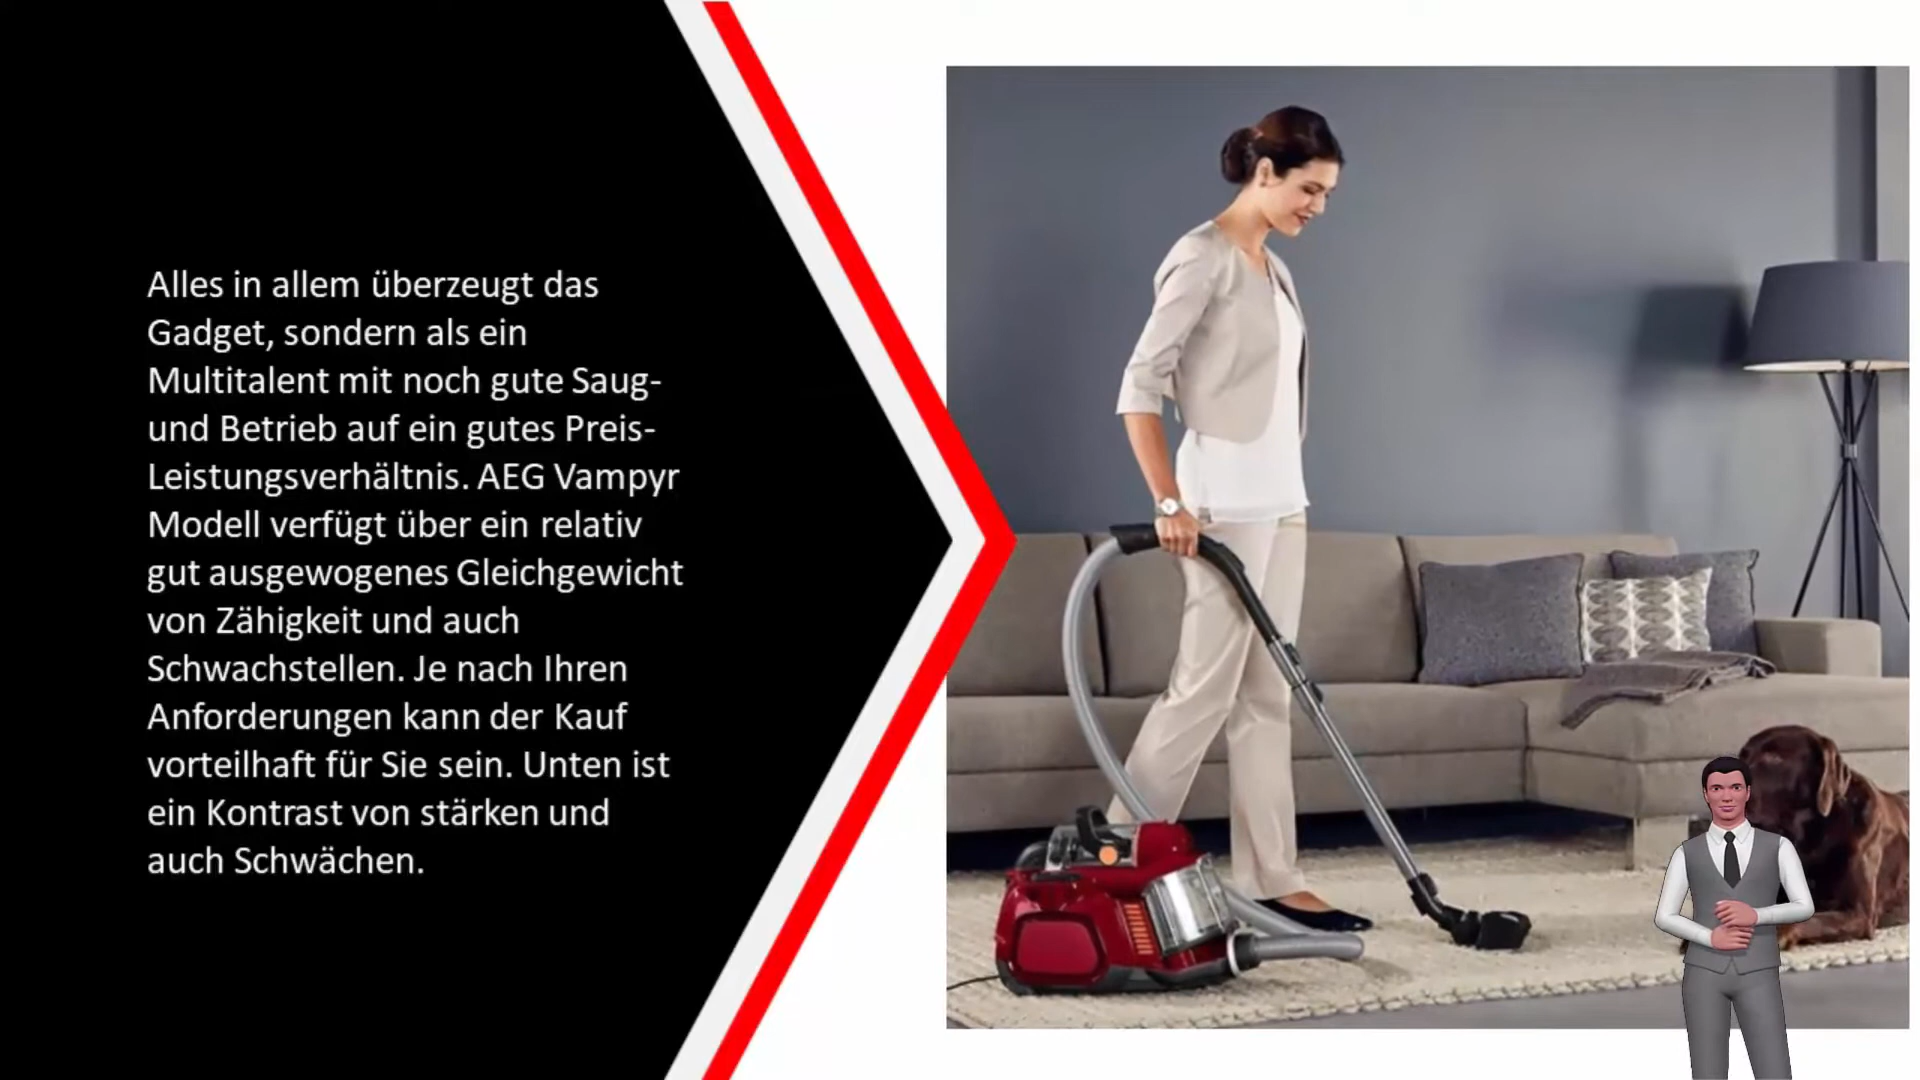 Alles in allem überzeugt das
Gadget, sondern als ein
Multitalent mit noch gute Saug-
und Betrieb auf ein gutes Preis-
Leistungsverhältnis. AEG Vampyr
Modell verfügt über ein relativ
gut ausgewogenes Gleichgewicht
von Zähigkeit und auch
Schwachstellen. Je nach Ihren
Anforderungen kann der Kauf
vorteilhaft für Sie sein. Unten ist
ein Kontrast von stärken und
auch Schwächen.